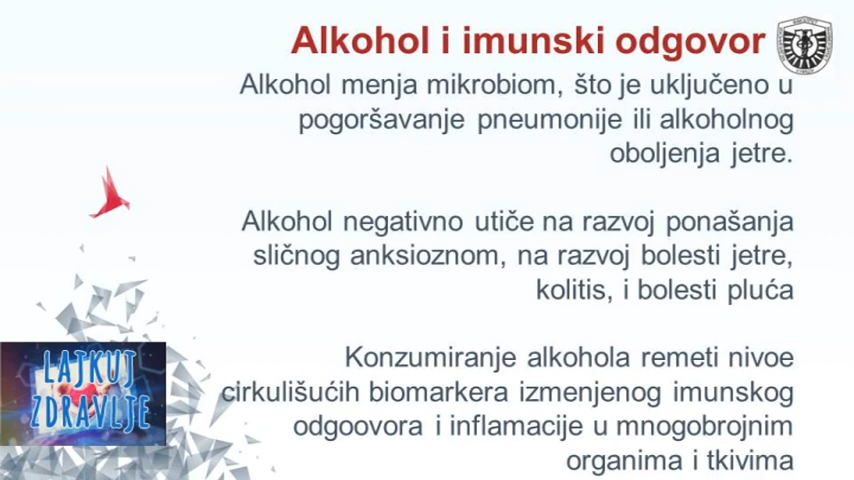 Alkohol i imunski odgovor
Alkohol menja mikrobiom, što je uključeno u
pogoršavanje pneumonije ili alkoholnog
oboljenja jetre.
Alkohol negativno utiče na razvoj ponašanja
sličnog anksioznom, na razvoj bolesti jetre,
kolitis, i bolesti pluća
Konzumiranje alkohola remeti nivoe
cirkulišućih biomarkera izmenjenog imunskog
odgoovora i inflamacije u mnogobrojnim
organima i tkivima
LAJKUJ
ZDRAVLJE